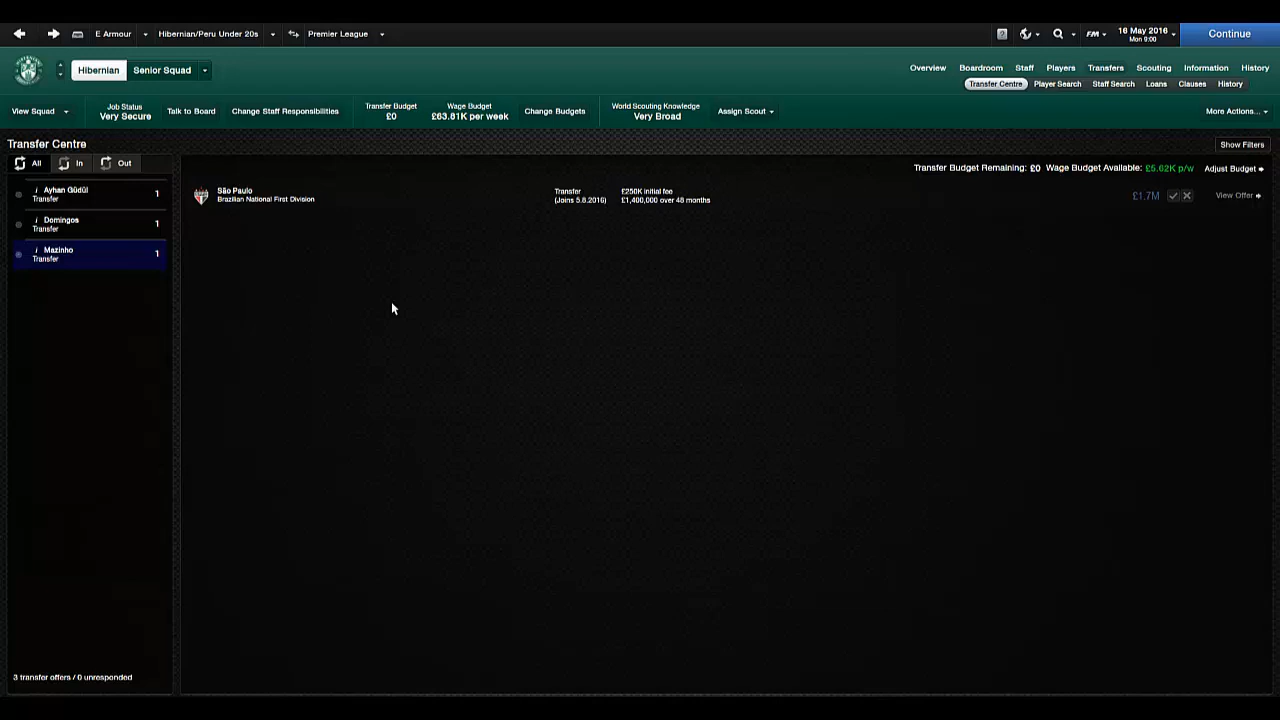 E Armour
Hibernian/Peru Under 20s
Premier League
FM
16 May 2016
Mon 9:00
Continue
Hibernian
Senior Squad
Overview
Boardroom
Staff
Players
Transfers
Scouting
Information
History
Transfer Centre
Player Search
Staff Search
Loans
Clauses
History
View Squad
Job Status
Very Secure
Talk to Board
Change Staff Responsibilities
Transfer Budget
£0
Wage Budget
£63.81K per week
Change Budgets
World Scouting Knowledge
Very Broad
Assign Scout
More Actions...
Transfer Centre
Show Filters
All
In
Out
Transfer Budget Remaining: £0 Wage Budget Available: £5.62K p/w
Adjust Budget
i Ayhan Güdül 1
Transfer
i Domingos 1
Transfer
i Mazinho 1
Transfer
São Paulo
Brazilian National First Division
Transfer
(Joins 5.8.2016)
£250K initial fee
£1,400,000 over 48 months
£1.7M
View Offer
3 transfer offers / 0 unresponded